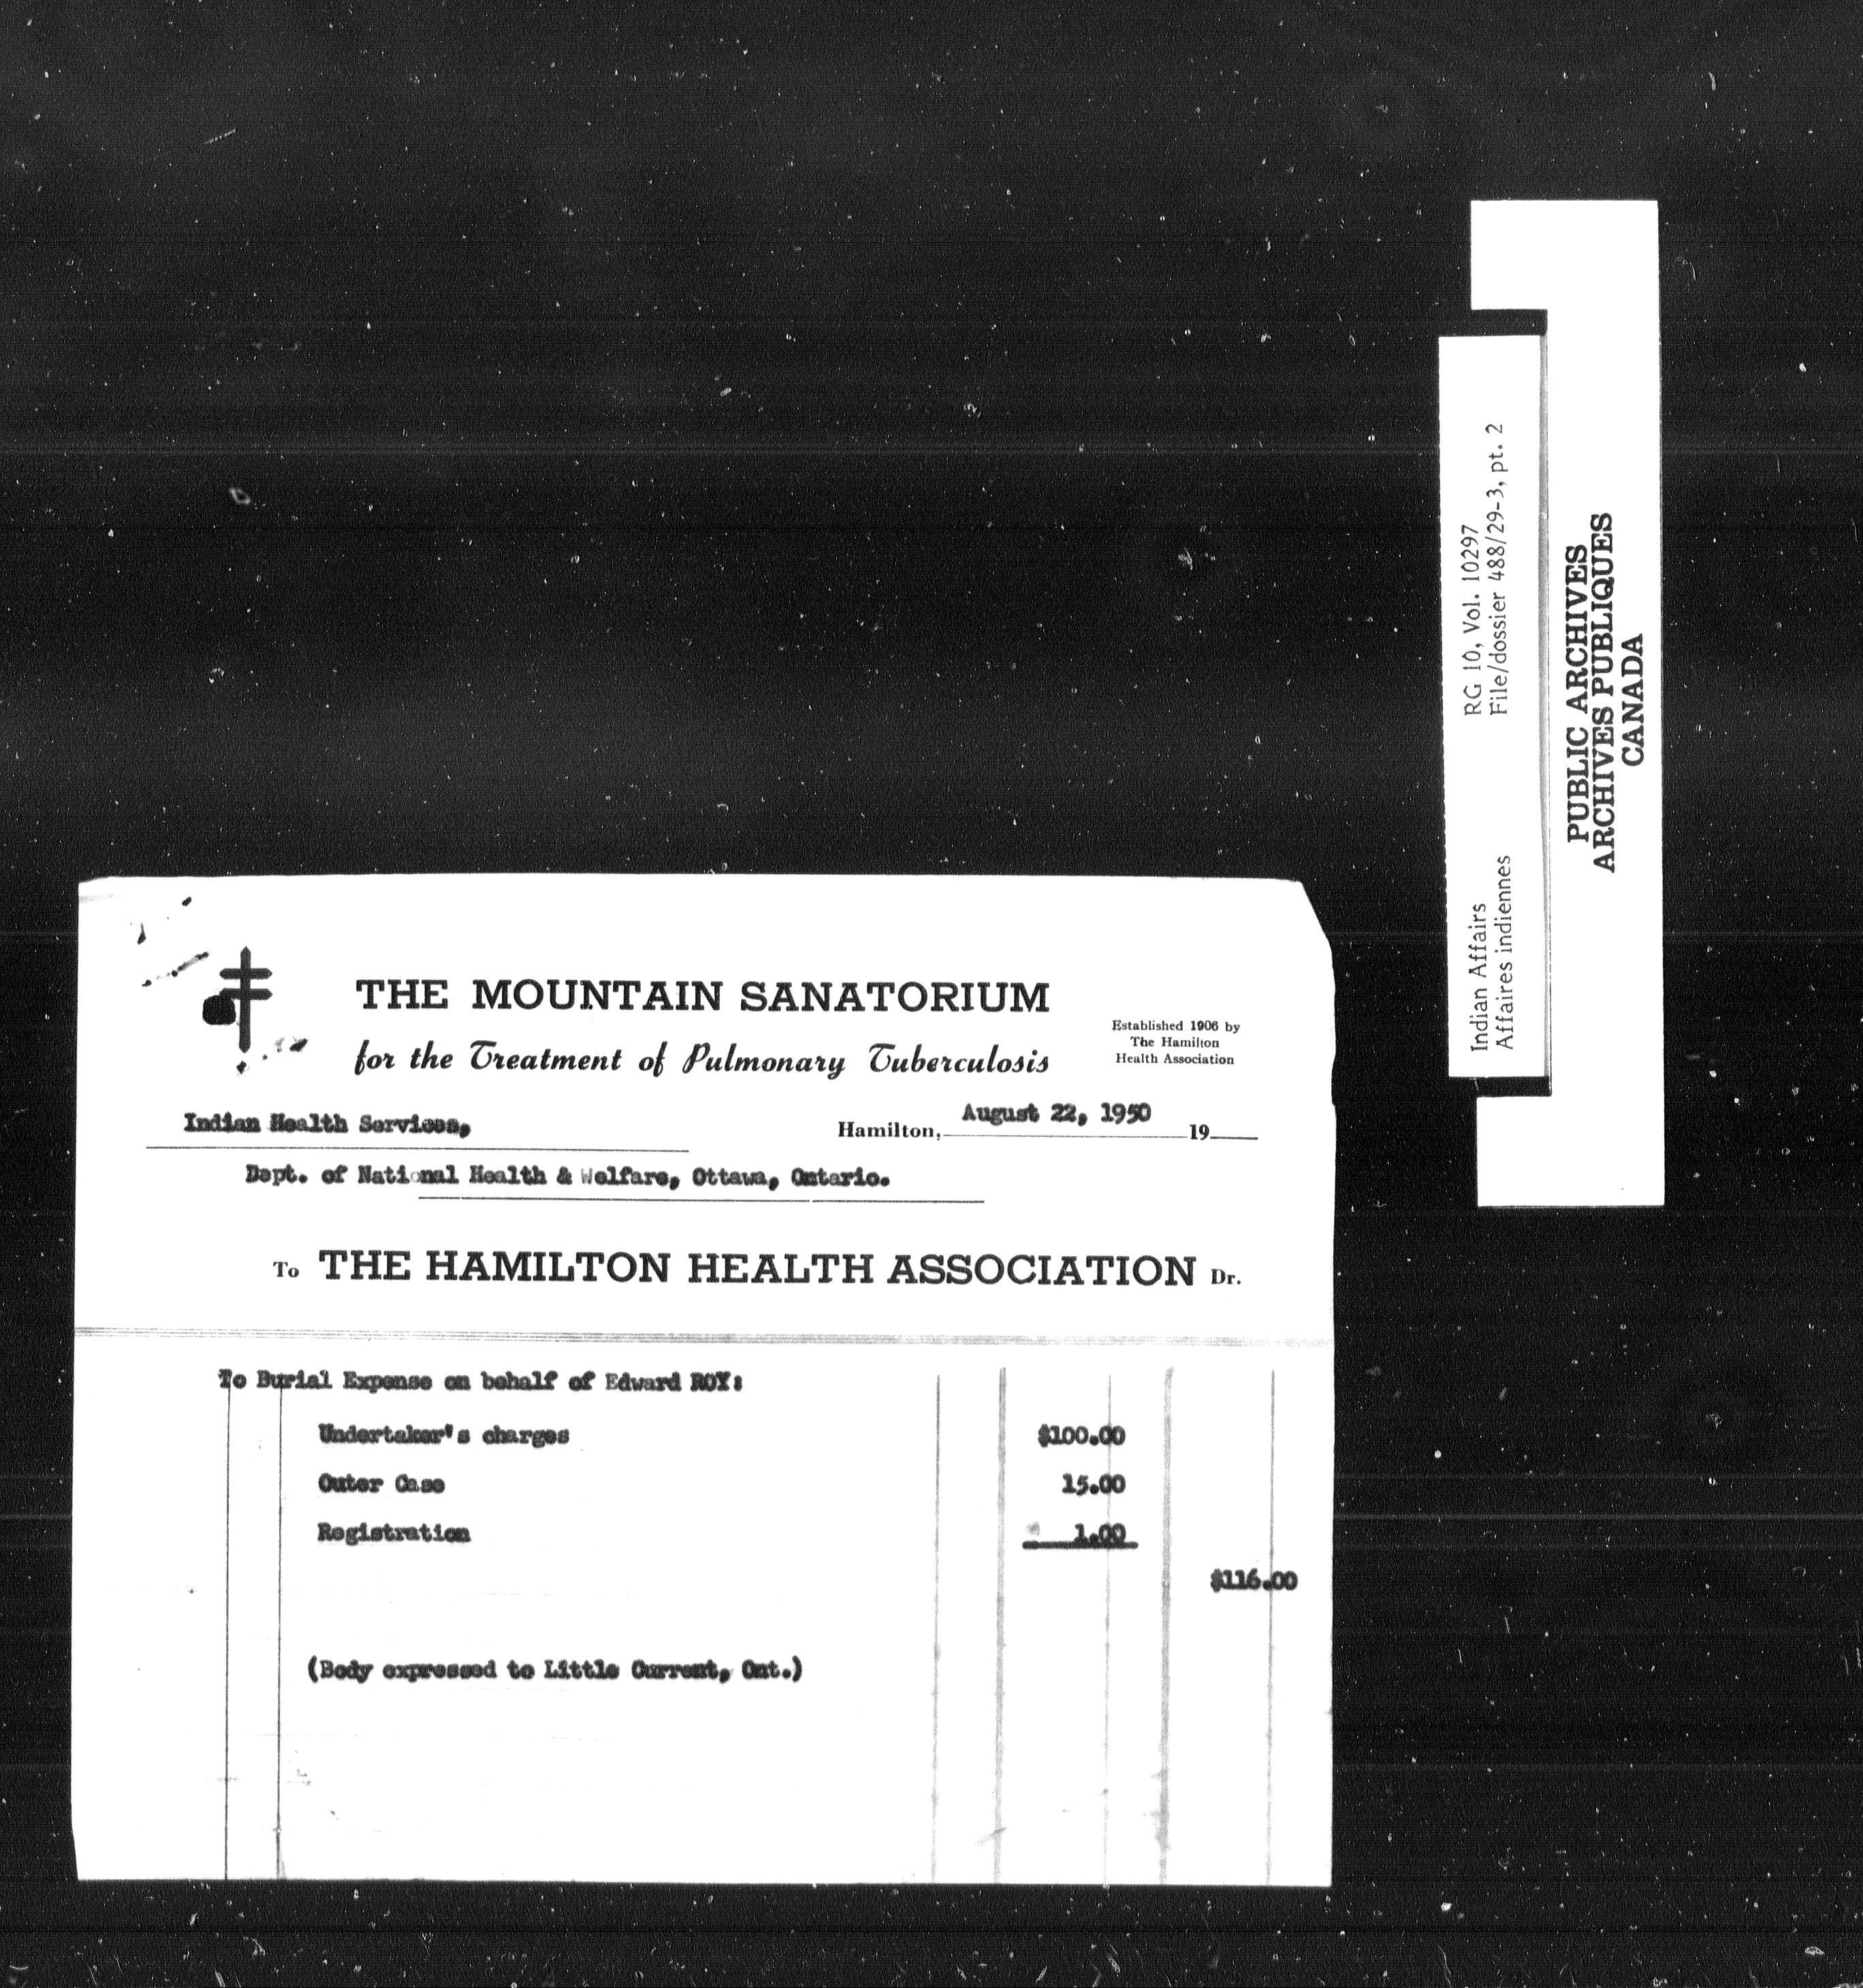 THE MOUNTAIN SANATORIUM
for the Treatment of Pulmonary Tuberculosis
Established 1906 by
The Hamilton
Health Association
Indian Health Services,
Hamilton, August 22, 1950 19
Dept. of National Health & Welfare, Ottawa, Ontario.
To THE HAMILTON HEALTH ASSOCIATION Dr.
To Burial Expense on behalf of Edward ROY:
Undertaker's charges $100.00
Outer Case 15.00
Registration 1.00
$116.00
(Body expressed to Little Current, Ont.)
Indian Affairs RG 10, Vol. 10297
Affaires indiennes File/dossier 488/29-3, pt. 2
PUBLIC ARCHIVES
ARCHIVES PUBLIQUES
CANADA